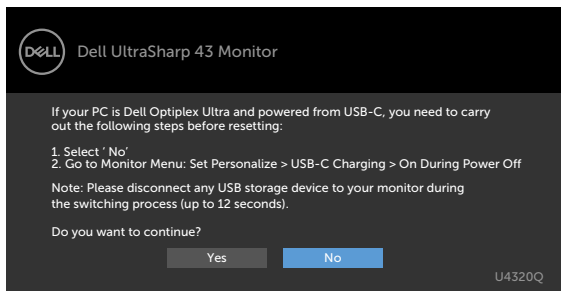 DELL
Dell UltraSharp 43 Monitor
If your PC is Dell Optiplex Ultra and powered from USB-C, you need to carry
out the following steps before resetting:
1. Select ‘ No’
2. Go to Monitor Menu: Set Personalize > USB-C Charging > On During Power Off
Note: Please disconnect any USB storage device to your monitor during
the switching process (up to 12 seconds).
Do you want to continue?
Yes No
U4320Q